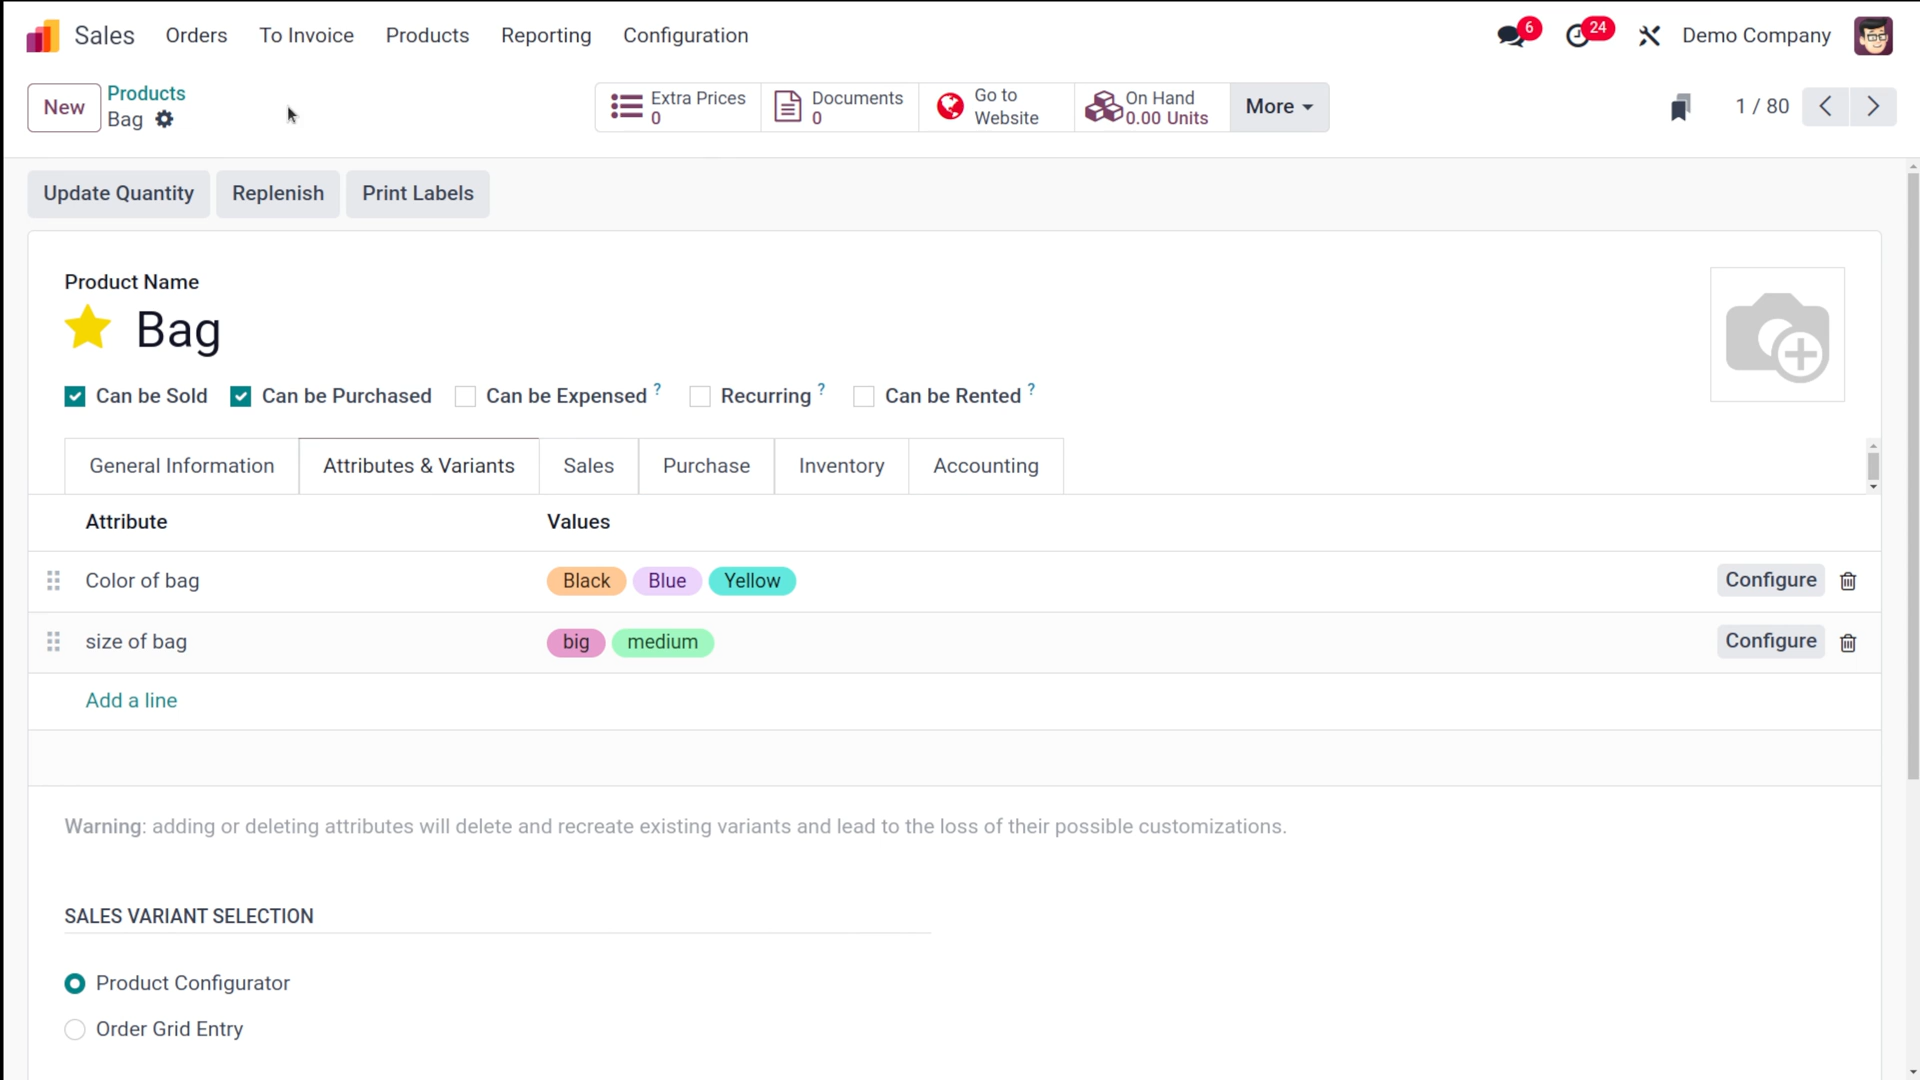 Sales Orders To Invoice Products Reporting Configuration 6 24 Demo Company
New Products Bag
Extra Prices 0
Documents 0
Go to Website
On Hand 0.00 Units
More
1 / 80
Update Quantity Replenish Print Labels
Product Name
Bag
Can be Sold Can be Purchased Can be Expensed ? Recurring ? Can be Rented ?
General Information Attributes & Variants Sales Purchase Inventory Accounting
Attribute Values
Color of bag Black Blue Yellow Configure
size of bag big medium Configure
Add a line
Warning: adding or deleting attributes will delete and recreate existing variants and lead to the loss of their possible customizations.
SALES VARIANT SELECTION
Product Configurator
Order Grid Entry